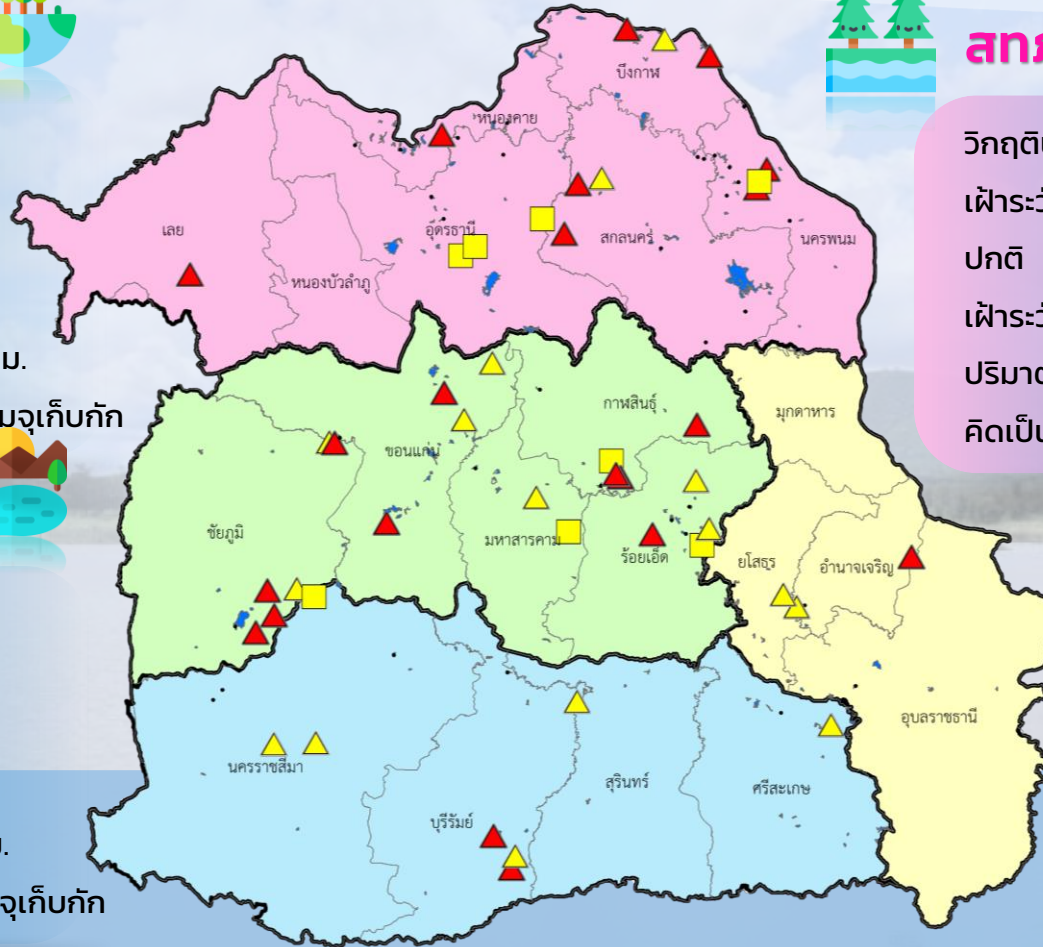 สทภ
วิกฤติ
เฝ้าระวั
ปกติ
เฝ้าระวั
ปริมาต
คิดเป็น
ม.
มจุเก็บกัก
ม.
จุเก็บกัก
บึงกาฬ
หนองคาย
เลย
อุดรธานี
สกลนคร
นครพนม
หนองบัวลำภู
กาฬสินธุ์
มุกดาหาร
ขอนแก่น
ชัยภูมิ
มหาสารคาม
ร้อยเอ็ด
ยโสธร
อำนาจเจริญ
อุบลราชธานี
นครราชสีมา
สุรินทร์
ศรีสะเกษ
บุรีรัมย์